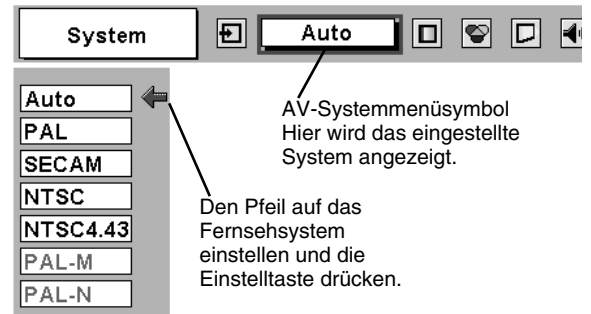 System
Auto
Auto
PAL
SECAM
NTSC
NTSC4.43
PAL-M
PAL-N
AV-Systemmenüsymbol
Hier wird das eingestellte
System angezeigt.
Den Pfeil auf das
Fernsehsystem
einstellen und die
Einstelltaste drücken.